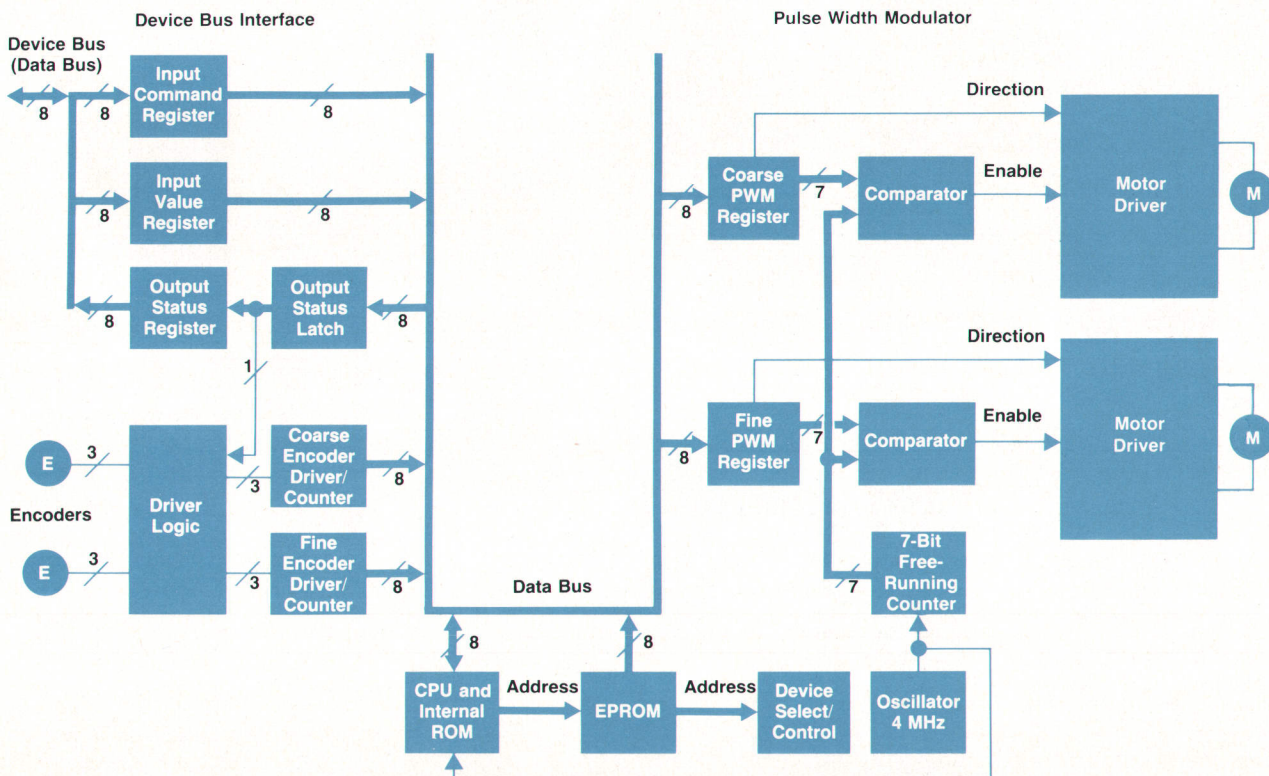 Device Bus Interface
Pulse Width Modulator
Device Bus
(Data Bus)
8
8
Input
Command
Register
8
8
Input
Value
Register
8
8
Output
Status
Register
Output
Status
Latch
8
1
E
3
Encoders
E
3
Driver
Logic
3
Coarse
Encoder
Driver/
Counter
8
3
Fine
Encoder
Driver/
Counter
8
Data Bus
8
8
CPU and
Internal
ROM
Address
EPROM
Address
Device
Select/
Control
Oscillator
4 MHz
7-Bit
Free-
Running
Counter
7
8
Coarse
PWM
Register
7
Comparator
Direction
Enable
Motor
Driver
M
8
Fine
PWM
Register
7
Comparator
Direction
Enable
Motor
Driver
M